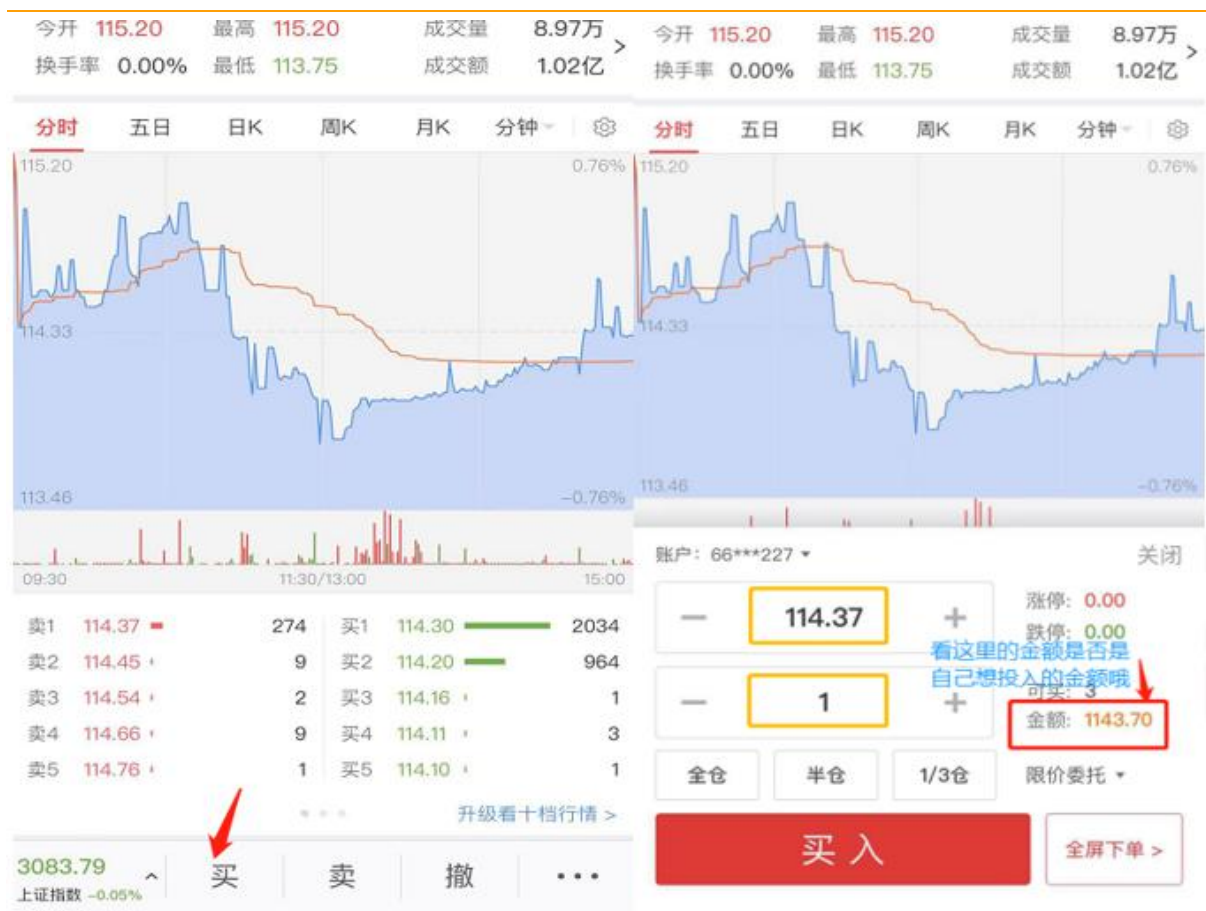 今开 115.20 最高 115.20 成交量 8.97万 >
换手率 0.00% 最低 113.75 成交额 1.02亿
分时 五日 日K 周K 月K 分钟
115.20 0.76%
114.33
113.46 -0.76%
09:30 11:30/13:00 15:00
卖1 114.37 274 买1 114.30 2034
卖2 114.45 9 买2 114.20 964
卖3 114.54 2 买3 114.16 1
卖4 114.66 9 买4 114.11 3
卖5 114.76 1 买5 114.10 1
升级看十档行情 >
3083.79
上证指数 -0.05%
买 卖 撤 •••
今开 115.20 最高 115.20 成交量 8.97万 >
换手率 0.00% 最低 113.75 成交额 1.02亿
分时 五日 日K 周K 月K 分钟
115.20 0.76%
114.33
113.46 -0.76%
账户: 66***227 关闭
— 114.37 +
涨停: 0.00
跌停: 0.00
看这里的金额是否是
自己想投入的金额哦
— 1 +
可买: 3
金额: 1143.70
全仓 半仓 1/3仓 限价委托
买入 全屏下单 >